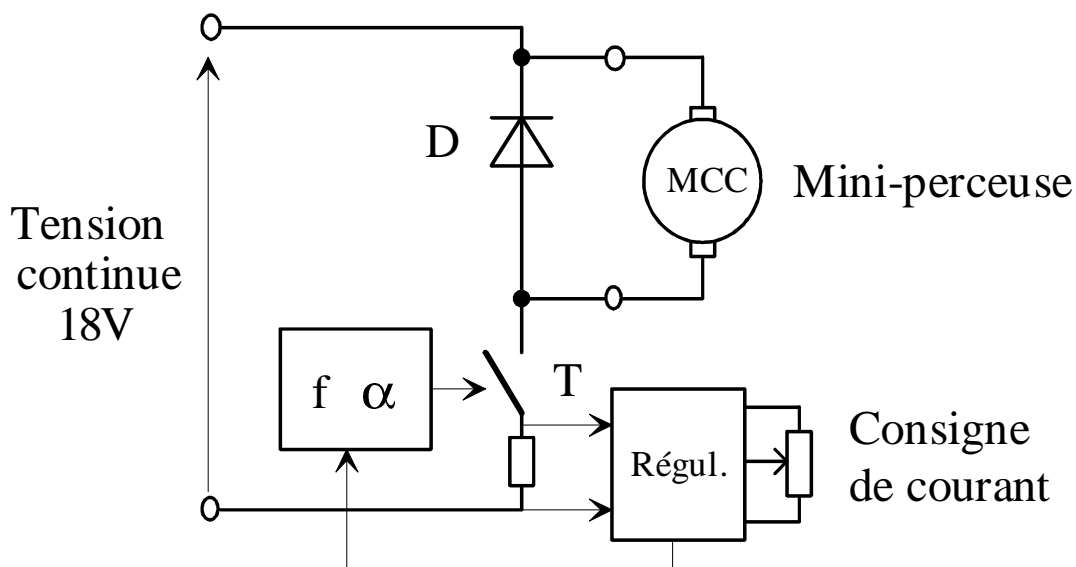 D
MCC
Mini-perceuse
Tension
continue
18V
f α
T
Régul.
Consigne
de courant